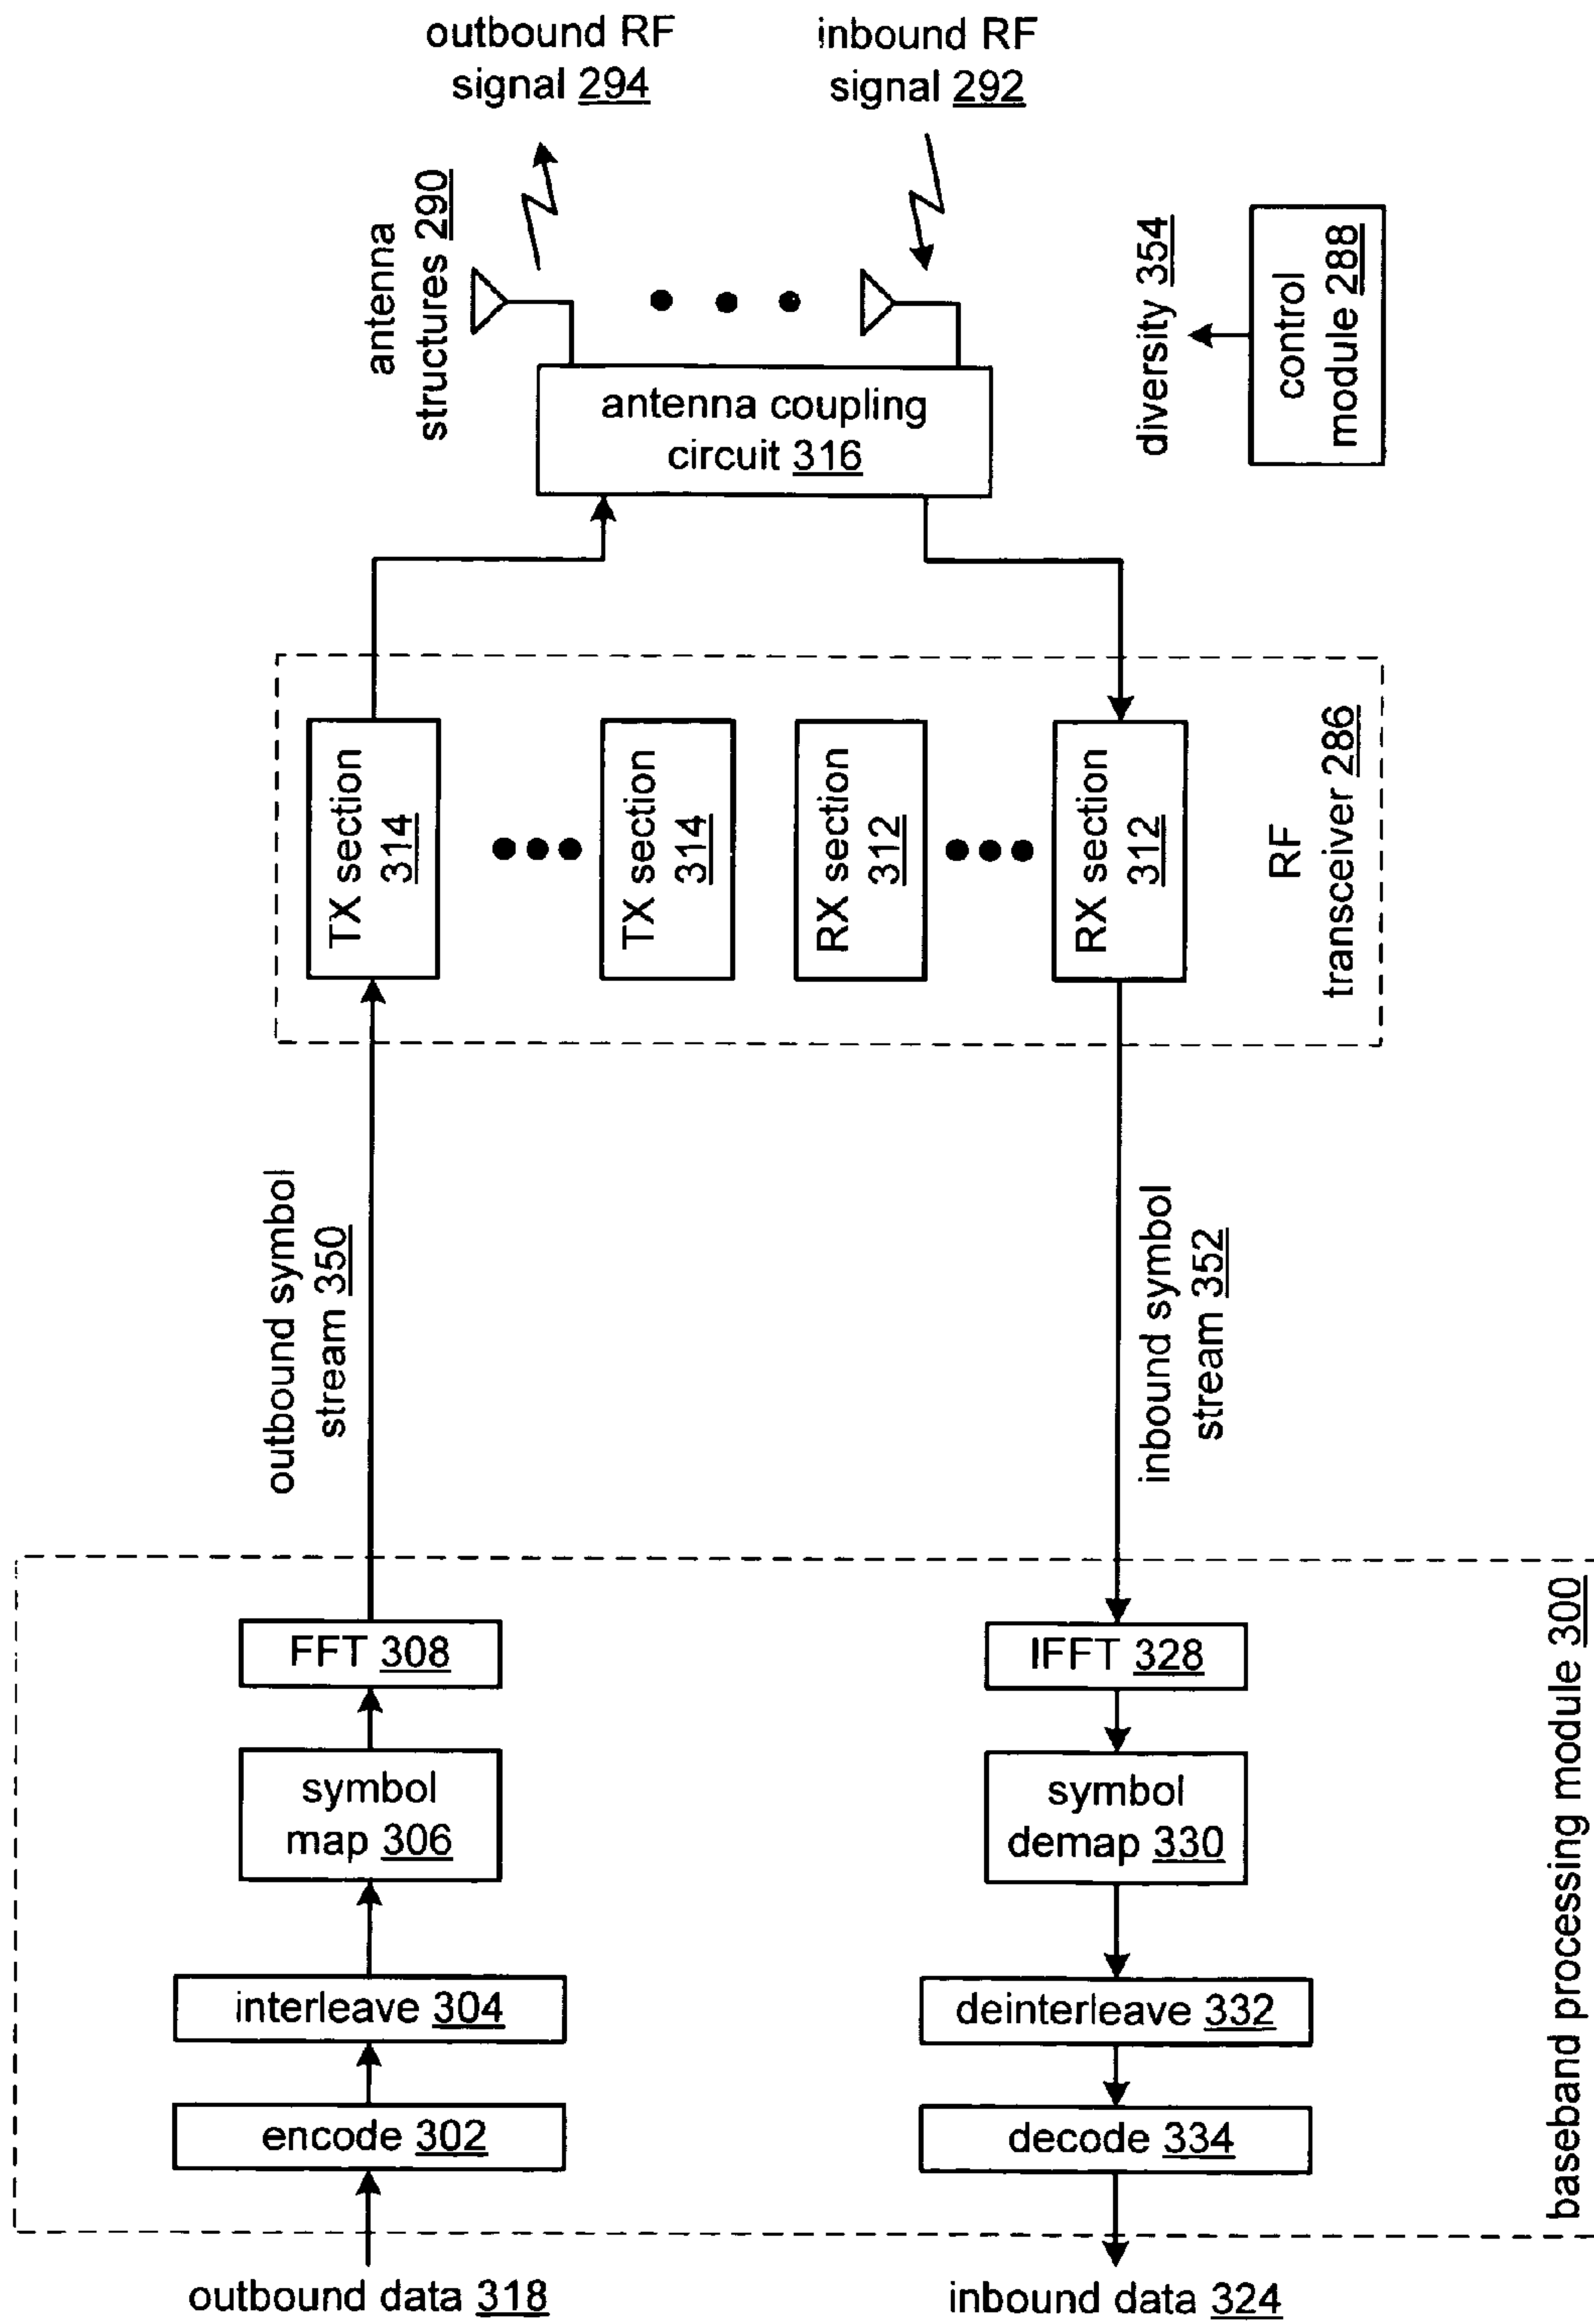 outbound RF
signal 294
inbound RF
signal 292
antenna
structures 290
diversity 354
control
module 288
antenna coupling
circuit 316
TX section
314
TX section
314
RX section
312
RX section
312
RF
transceiver 286
outbound symbol
stream 350
inbound symbol
stream 352
FFT 308
IFFT 328
symbol
map 306
symbol
demap 330
interleave 304
deinterleave 332
encode 302
decode 334
baseband processing module 300
outbound data 318
inbound data 324